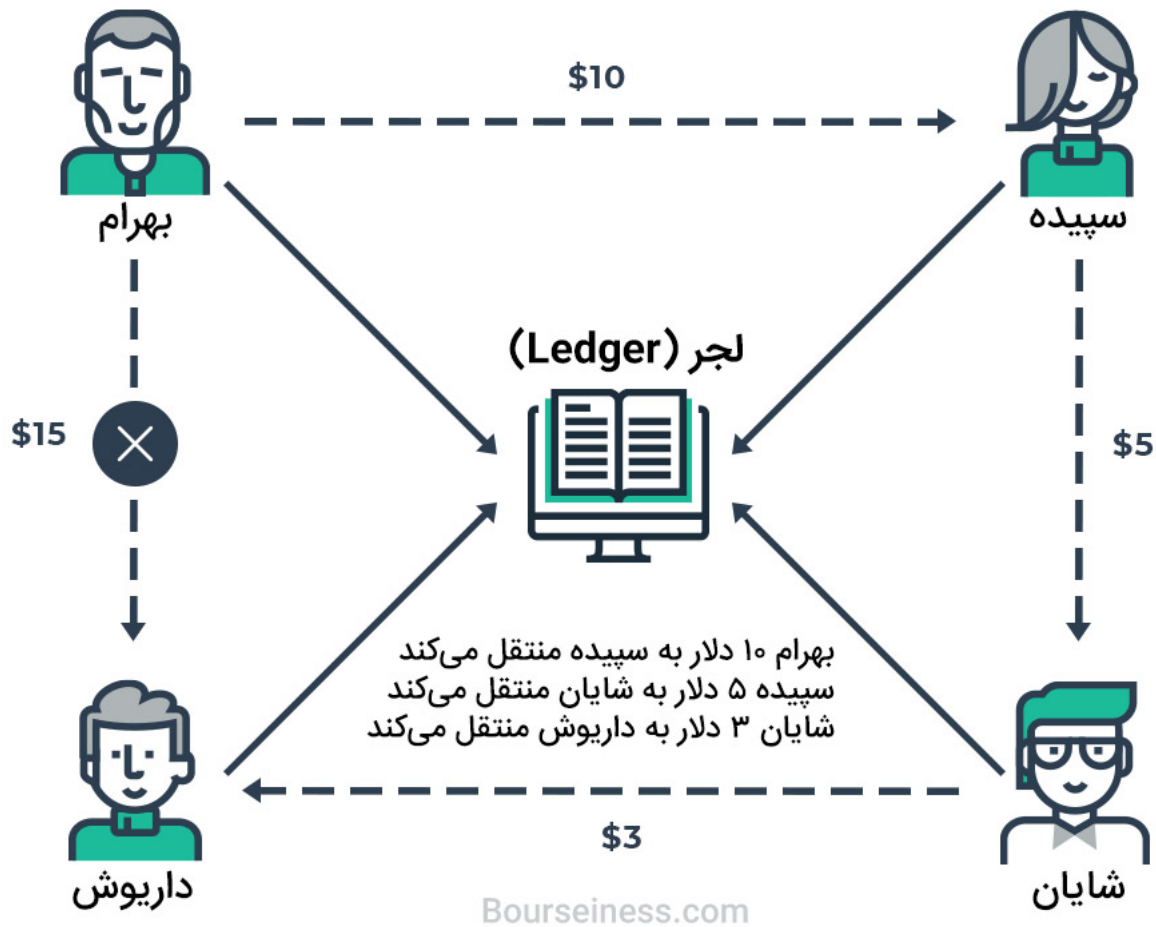 $10
بهرام
سپیده
لجر (Ledger)
$15
$5
بهرام ۱۰ دلار به سپیده منتقل می‌کند
سپیده ۵ دلار به شایان منتقل می‌کند
شایان ۳ دلار به داریوش منتقل می‌کند
$3
داریوش
شایان
Bourseiness.com